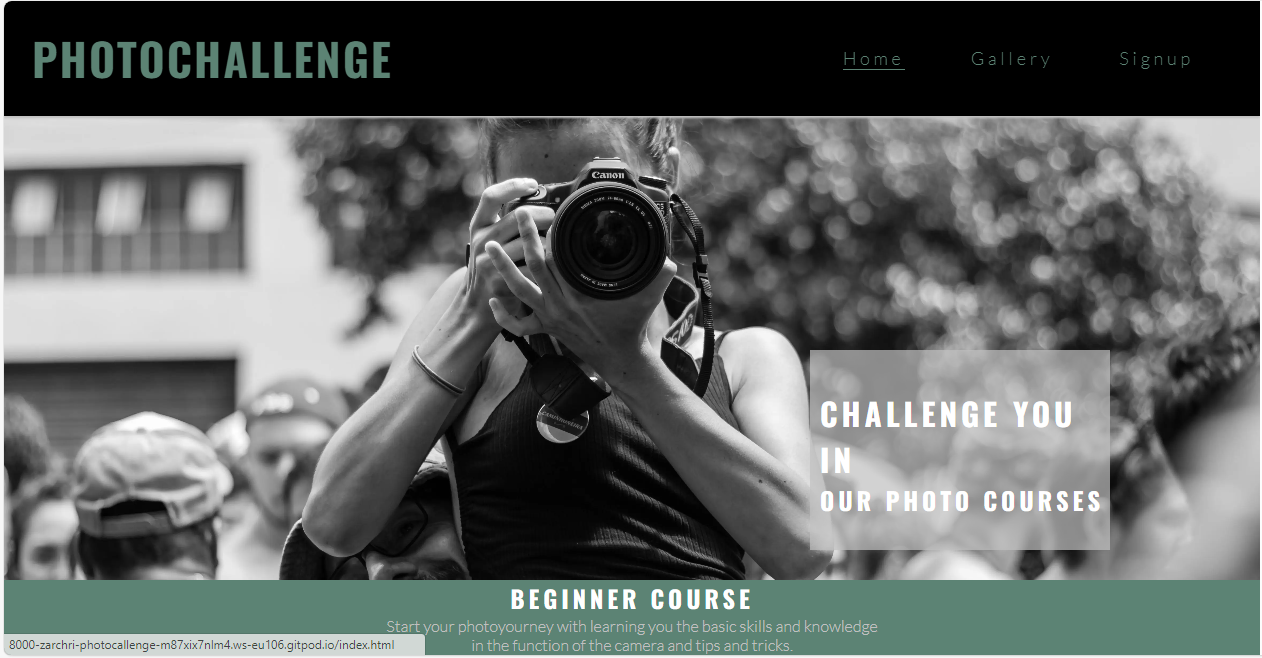 PHOTOCHALLENGE
Home Gallery Signup
Canon
CHALLENGE YOU
IN
OUR PHOTO COURSES
BEGINNER COURSE
Start your photoyourney with learning you the basic skills and knowledge
in the function of the camera and tips and tricks.
8000-zarchri-photocallenge-m87xix7nlm4.ws-eu106.gitpod.io/index.html